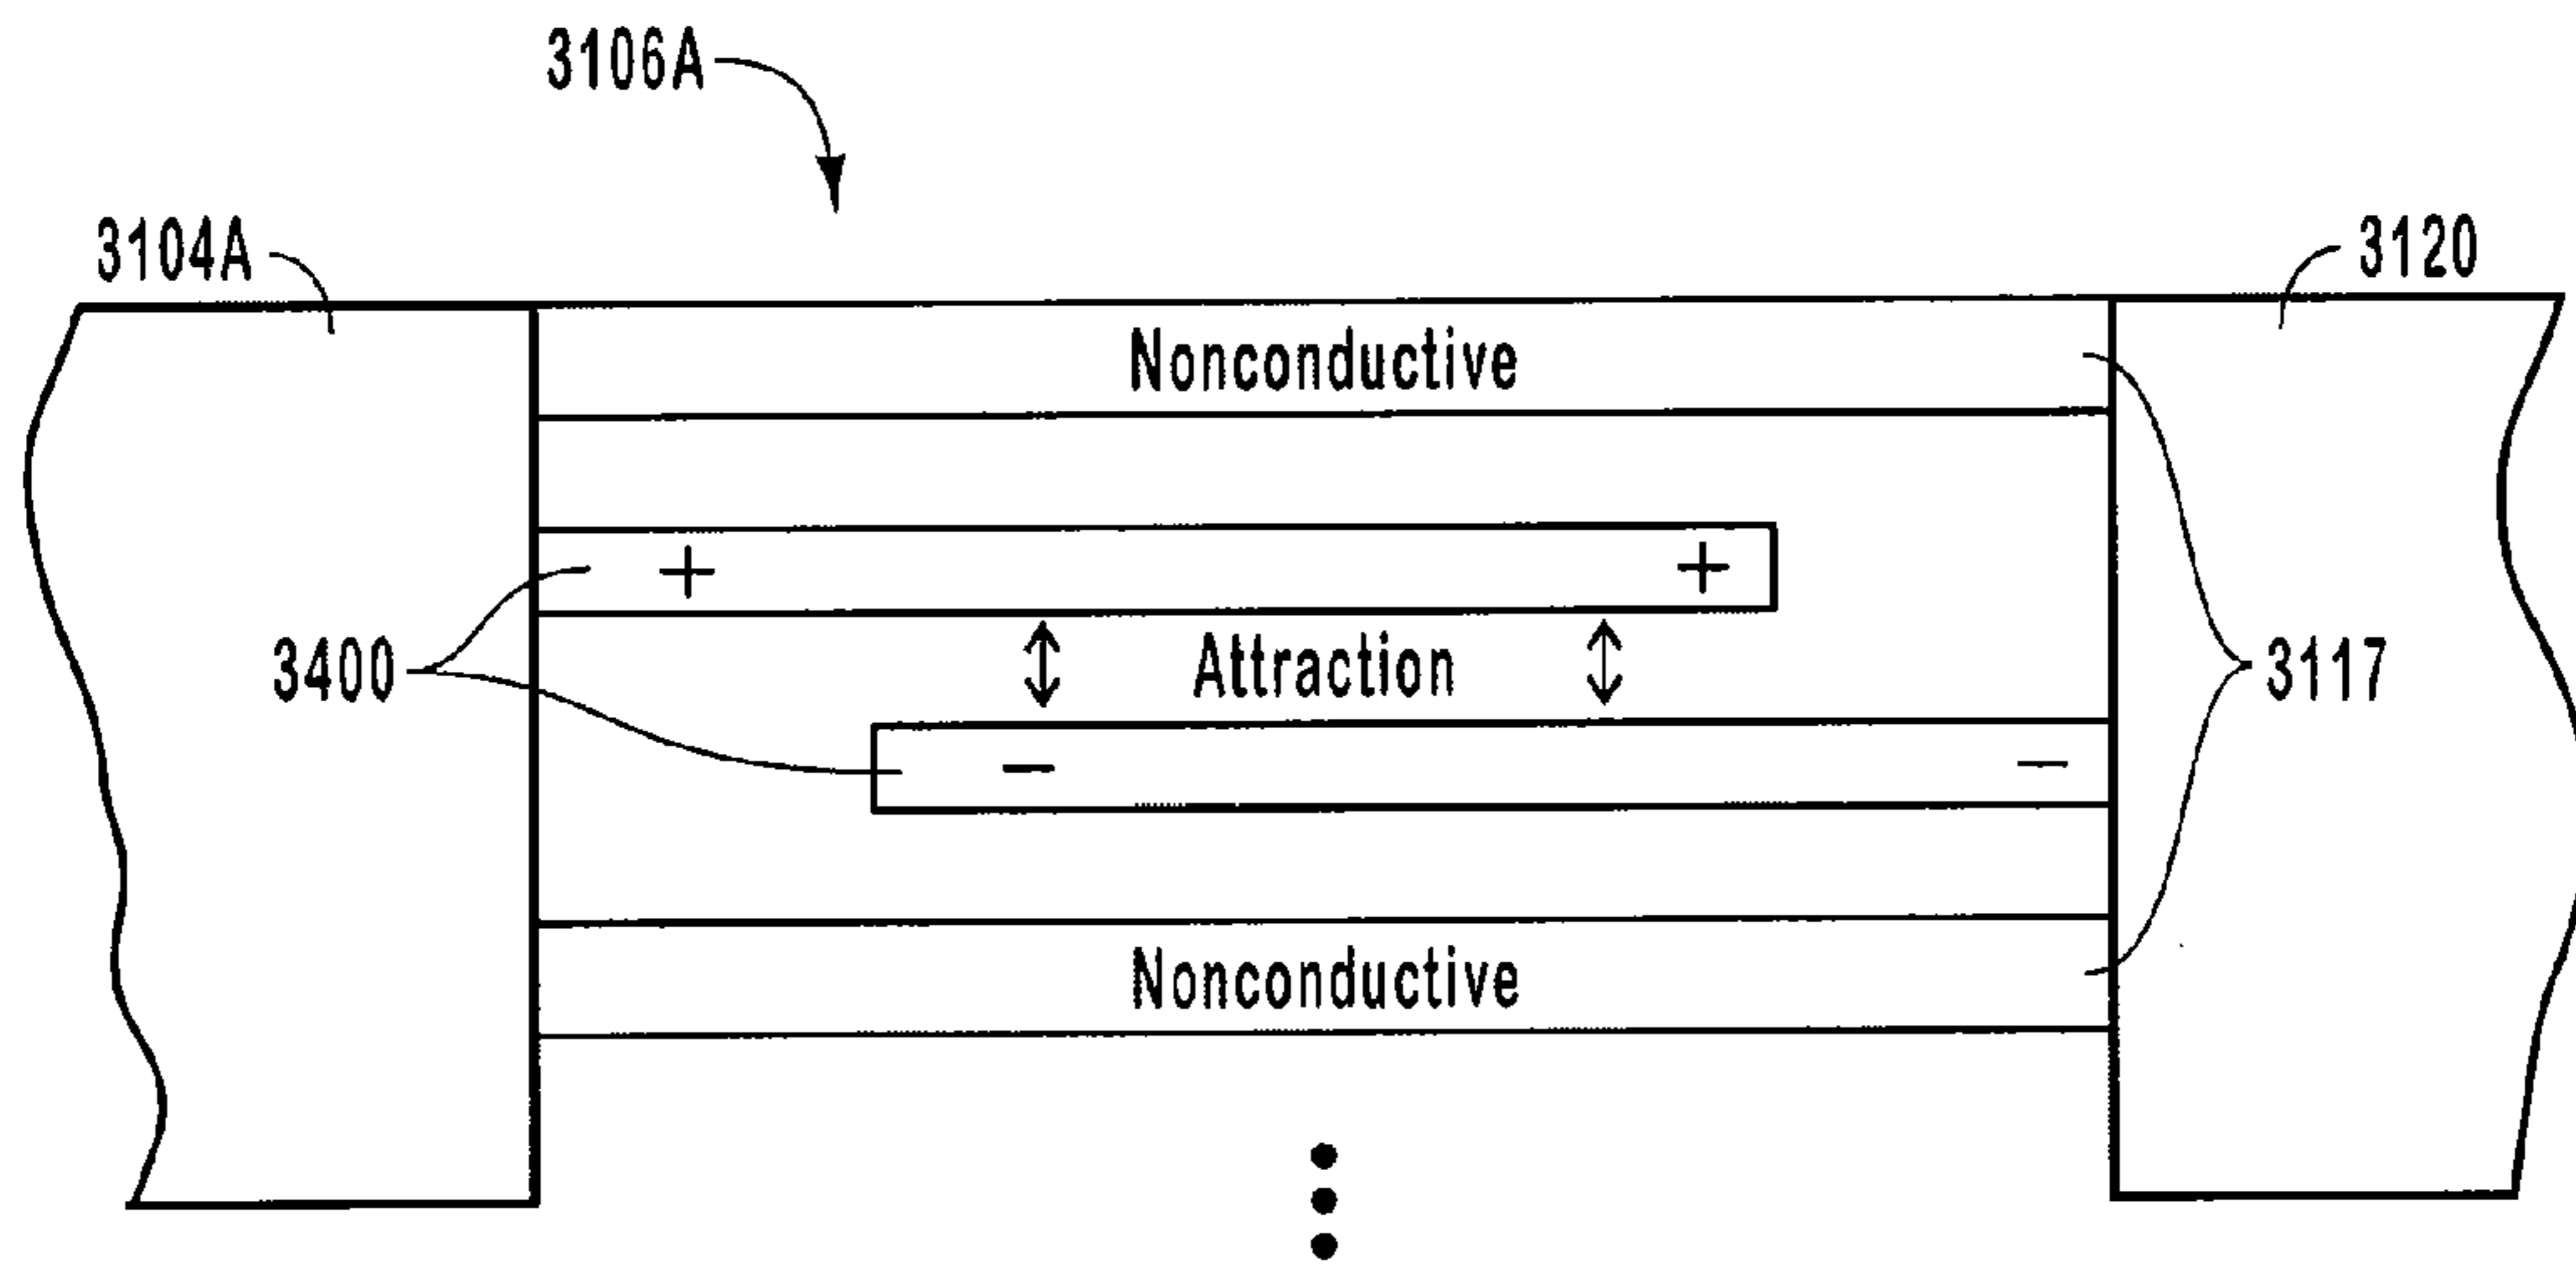 3106A
3104A
3120
Nonconductive
+ +
3400
Attraction
3117
− −
Nonconductive